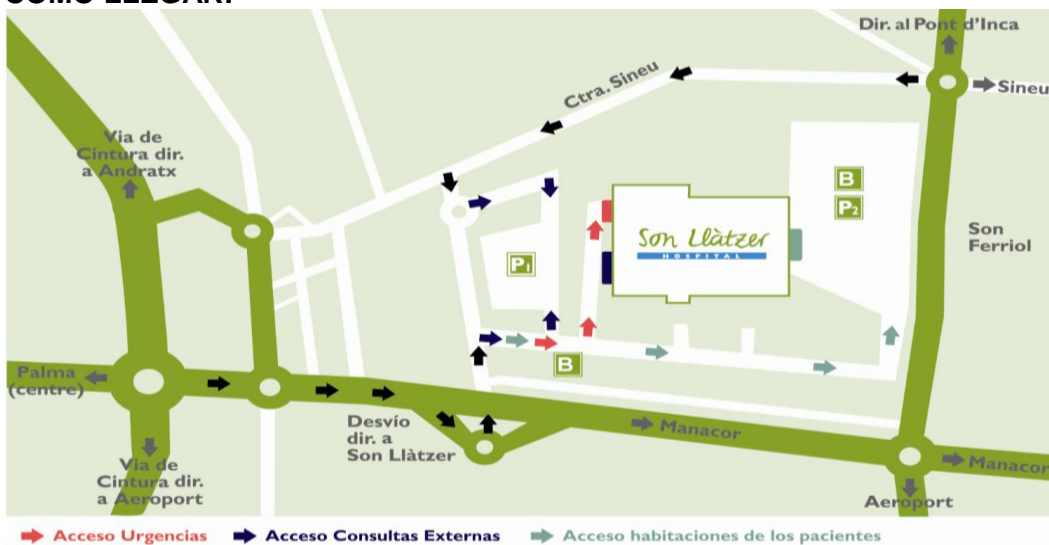 Dir. al Pont d'Inca
Sineu
Ctra. Sineu
Via de
Cintura dir.
a Andratx
B
P2
Son
Ferriol
Son Llàtzer
HOSPITAL
P1
B
Palma
(centre)
Desvío
dir. a
Son Llàtzer
Manacor
Manacor
Via de
Cintura dir.
a Aeroport
Aeroport
Acceso Urgencias
Acceso Consultas Externas
Acceso habitaciones de los pacientes